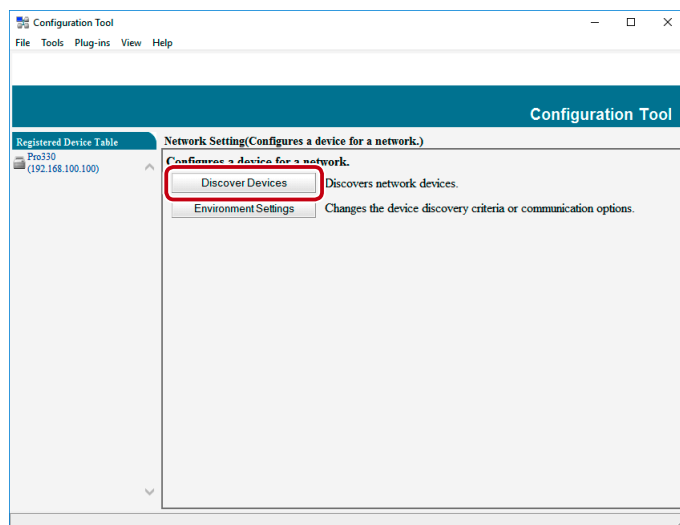 Configuration Tool
File Tools Plug-ins View Help
Configuration Tool
Registered Device Table
Pro330
(192.168.100.100)
Network Setting(Configures a device for a network.)
Configures a device for a network.
Discover Devices Discovers network devices.
Environment Settings Changes the device discovery criteria or communication options.